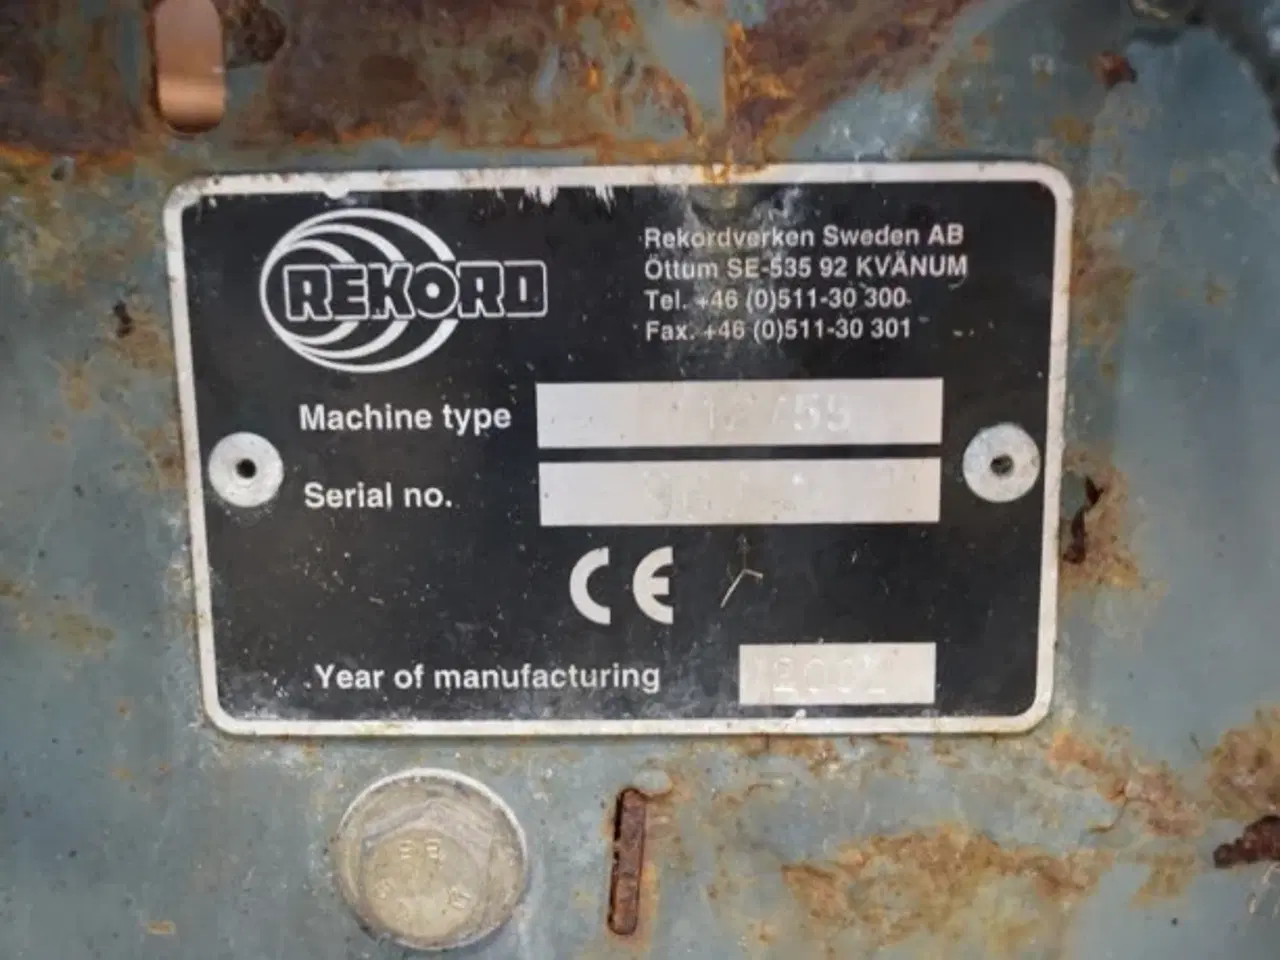 REKORD
Rekordverken Sweden AB
Öttum SE-535 92 KVÄNUM
Tel. +46 (0)511-30 300
Fax. +46 (0)511-30 301
Machine type
Serial no.
CE
Year of manufacturing